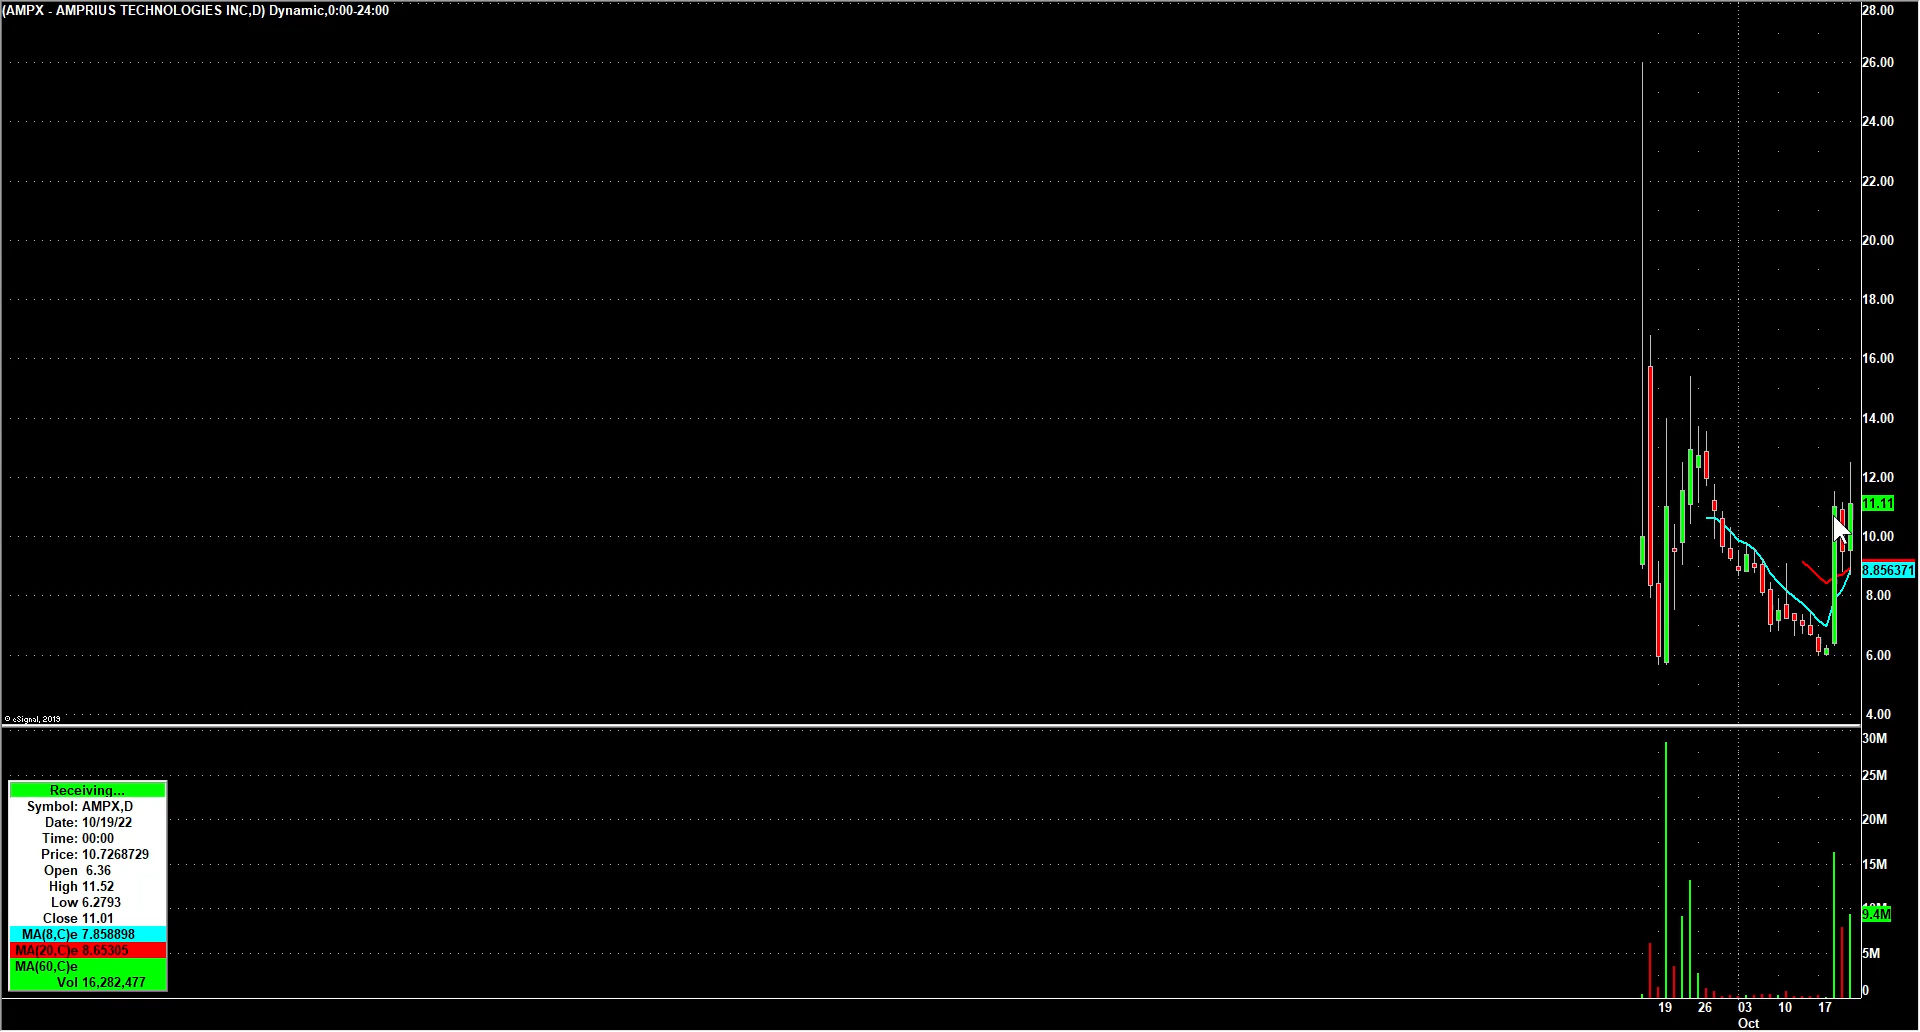 (AMPX - AMPRIUS TECHNOLOGIES INC,D) Dynamic,0:00-24:00
28.00
26.00
24.00
22.00
20.00
18.00
16.00
14.00
12.00
11.11
10.00
8.856371
8.00
6.00
4.00
© eSignal, 2019
30M
25M
20M
15M
9.4M
5M
0
Receiving...
Symbol: AMPX,D
Date: 10/19/22
Time: 00:00
Price: 10.7268729
Open 6.36
High 11.52
Low 6.2793
Close 11.01
MA(8,C)e 7.858898
MA(20,C)e 8.65305
MA(60,C)e
Vol 16,282,477
19 26 03 10 17
Oct